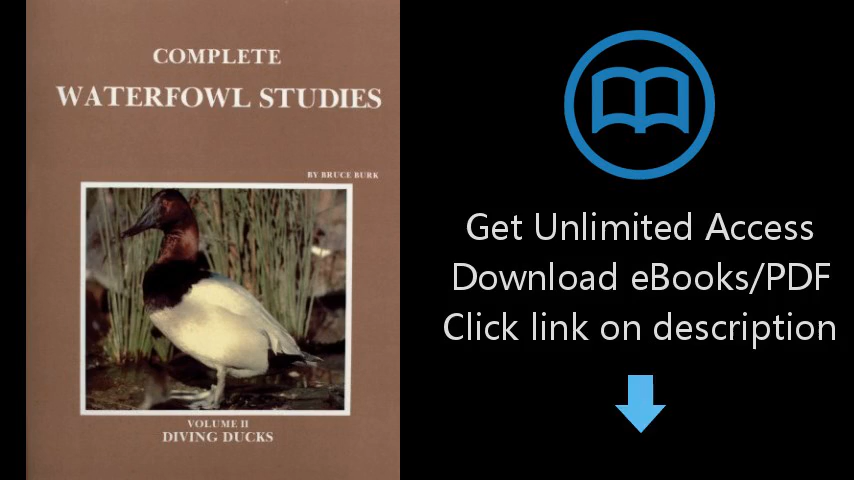 COMPLETE
WATERFOWL STUDIES
BY BRUCE BURK
VOLUME II
DIVING DUCKS
Get Unlimited Access
Download eBooks/PDF
Click link on description